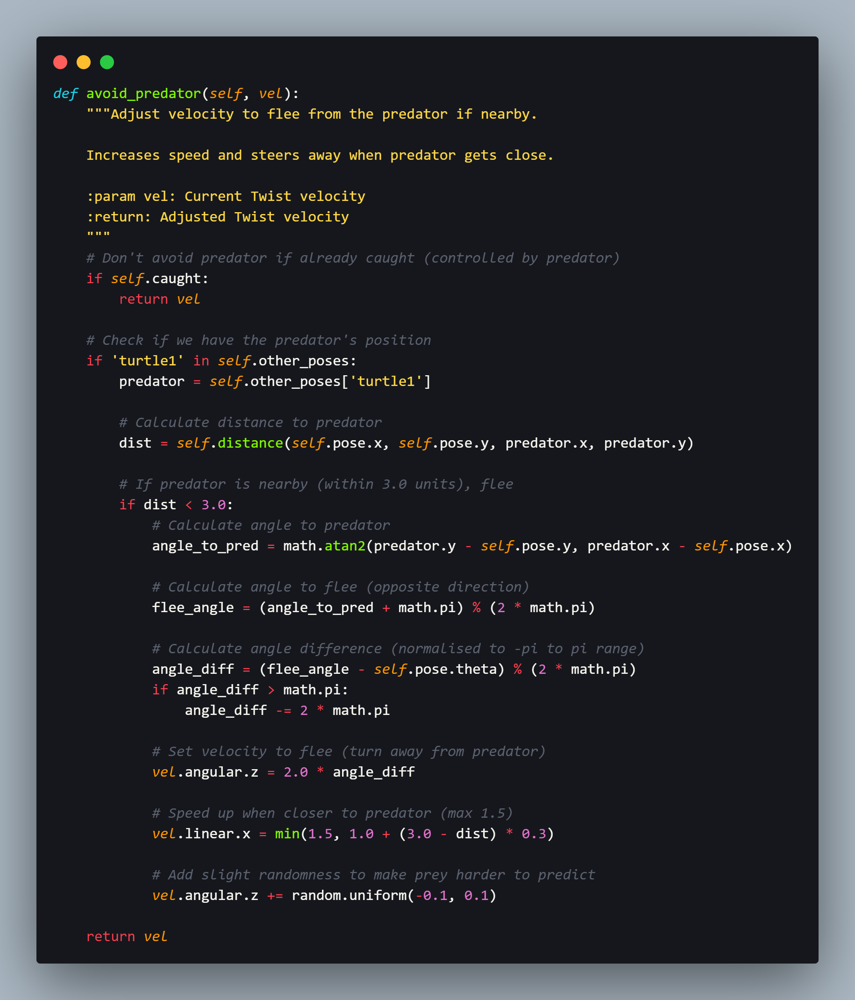 def avoid_predator(self, vel):
    """Adjust velocity to flee from the predator if nearby.

    Increases speed and steers away when predator gets close.

    :param vel: Current Twist velocity
    :return: Adjusted Twist velocity
    """
    # Don't avoid predator if already caught (controlled by predator)
    if self.caught:
        return vel

    # Check if we have the predator's position
    if 'turtle1' in self.other_poses:
        predator = self.other_poses['turtle1']

        # Calculate distance to predator
        dist = self.distance(self.pose.x, self.pose.y, predator.x, predator.y)

        # If predator is nearby (within 3.0 units), flee
        if dist < 3.0:
            # Calculate angle to predator
            angle_to_pred = math.atan2(predator.y - self.pose.y, predator.x - self.pose.x)

            # Calculate angle to flee (opposite direction)
            flee_angle = (angle_to_pred + math.pi) % (2 * math.pi)

            # Calculate angle difference (normalised to -pi to pi range)
            angle_diff = (flee_angle - self.pose.theta) % (2 * math.pi)
            if angle_diff > math.pi:
                angle_diff -= 2 * math.pi

            # Set velocity to flee (turn away from predator)
            vel.angular.z = 2.0 * angle_diff

            # Speed up when closer to predator (max 1.5)
            vel.linear.x = min(1.5, 1.0 + (3.0 - dist) * 0.3)

            # Add slight randomness to make prey harder to predict
            vel.angular.z += random.uniform(-0.1, 0.1)

    return vel